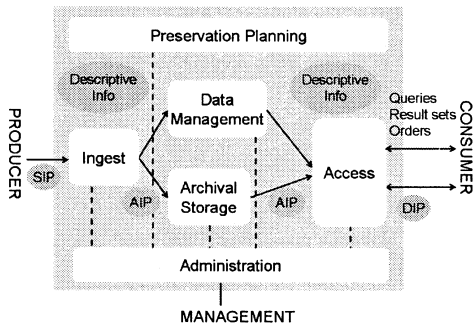 Preservation Planning
Descriptive
Info
Descriptive
Info
Data
Management
Queries
Result sets
Orders
PRODUCER
CONSUMER
Ingest
Access
SIP
AIP
Archival
Storage
AIP
DIP
Administration
MANAGEMENT